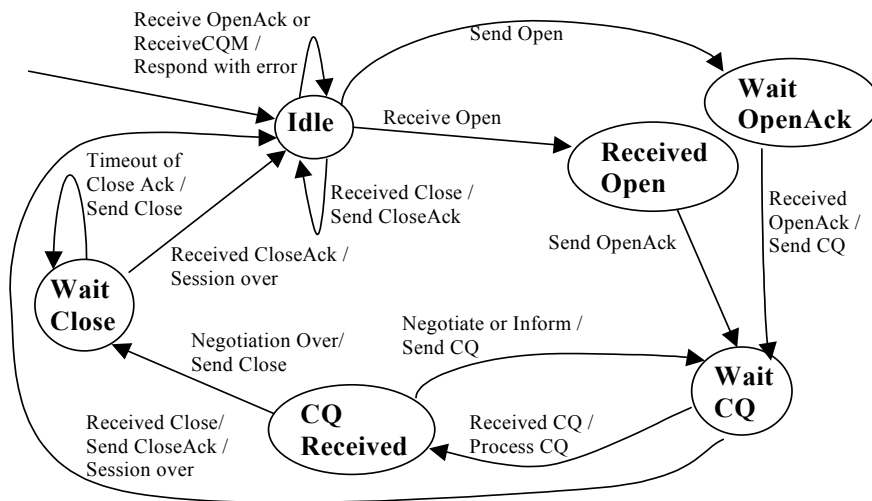 Receive OpenAck or
ReceiveCQM /
Respond with error
Send Open
Wait
OpenAck
Idle
Receive Open
Received
Open
Timeout of
Close Ack /
Send Close
Received Close /
Send CloseAck
Received
OpenAck /
Send CQ
Send OpenAck
Received CloseAck /
Session over
Wait
Close
Negotiation Over/
Send Close
Negotiate or Inform /
Send CQ
Wait
CQ
CQ
Received
Received CQ /
Process CQ
Received Close/
Send CloseAck /
Session over